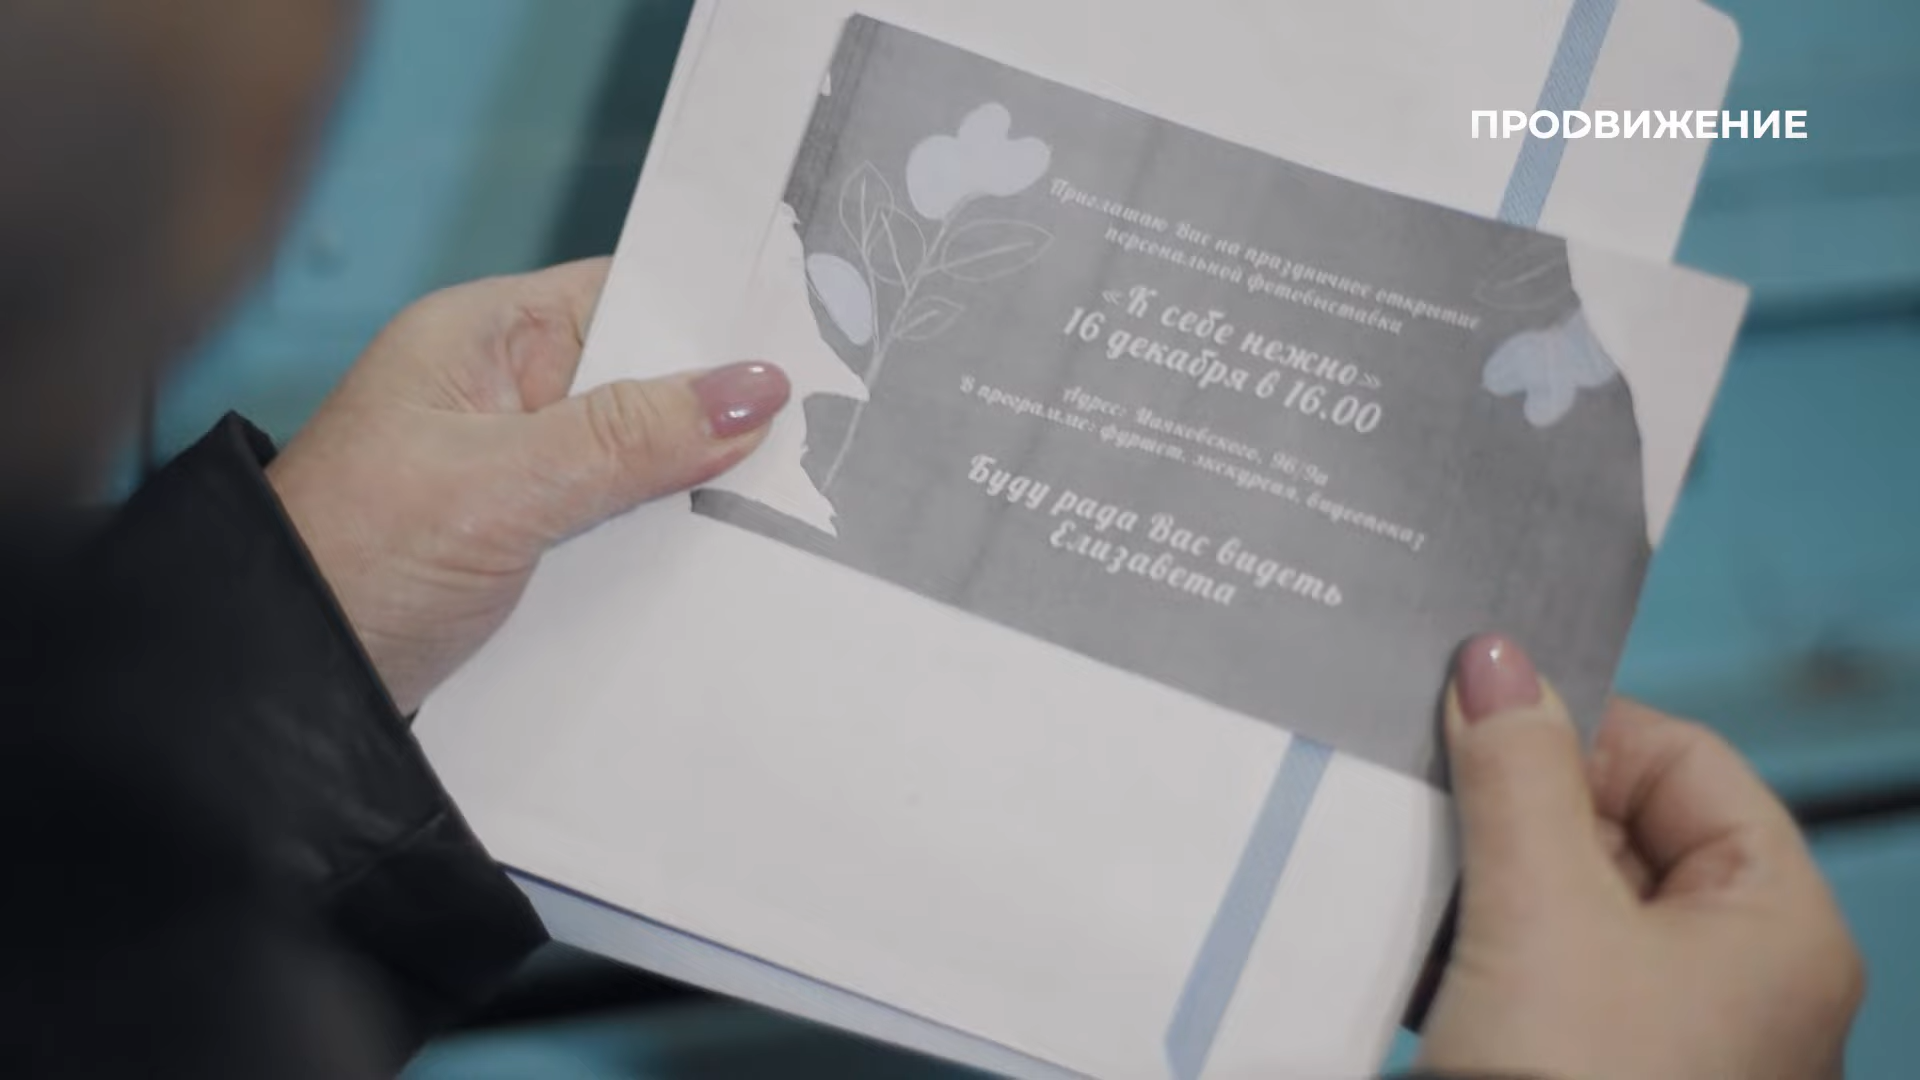 ПРОДВИЖЕНИЕ
Приглашаю Вас на праздничное открытие
персональной фотовыставки
«К себе нежно»
16 декабря в 16.00
Адрес: Маяковского, 96/9а
В программе: фуршет, экскурсия, видеопоказ
Буду рада Вас видеть
Елизавета